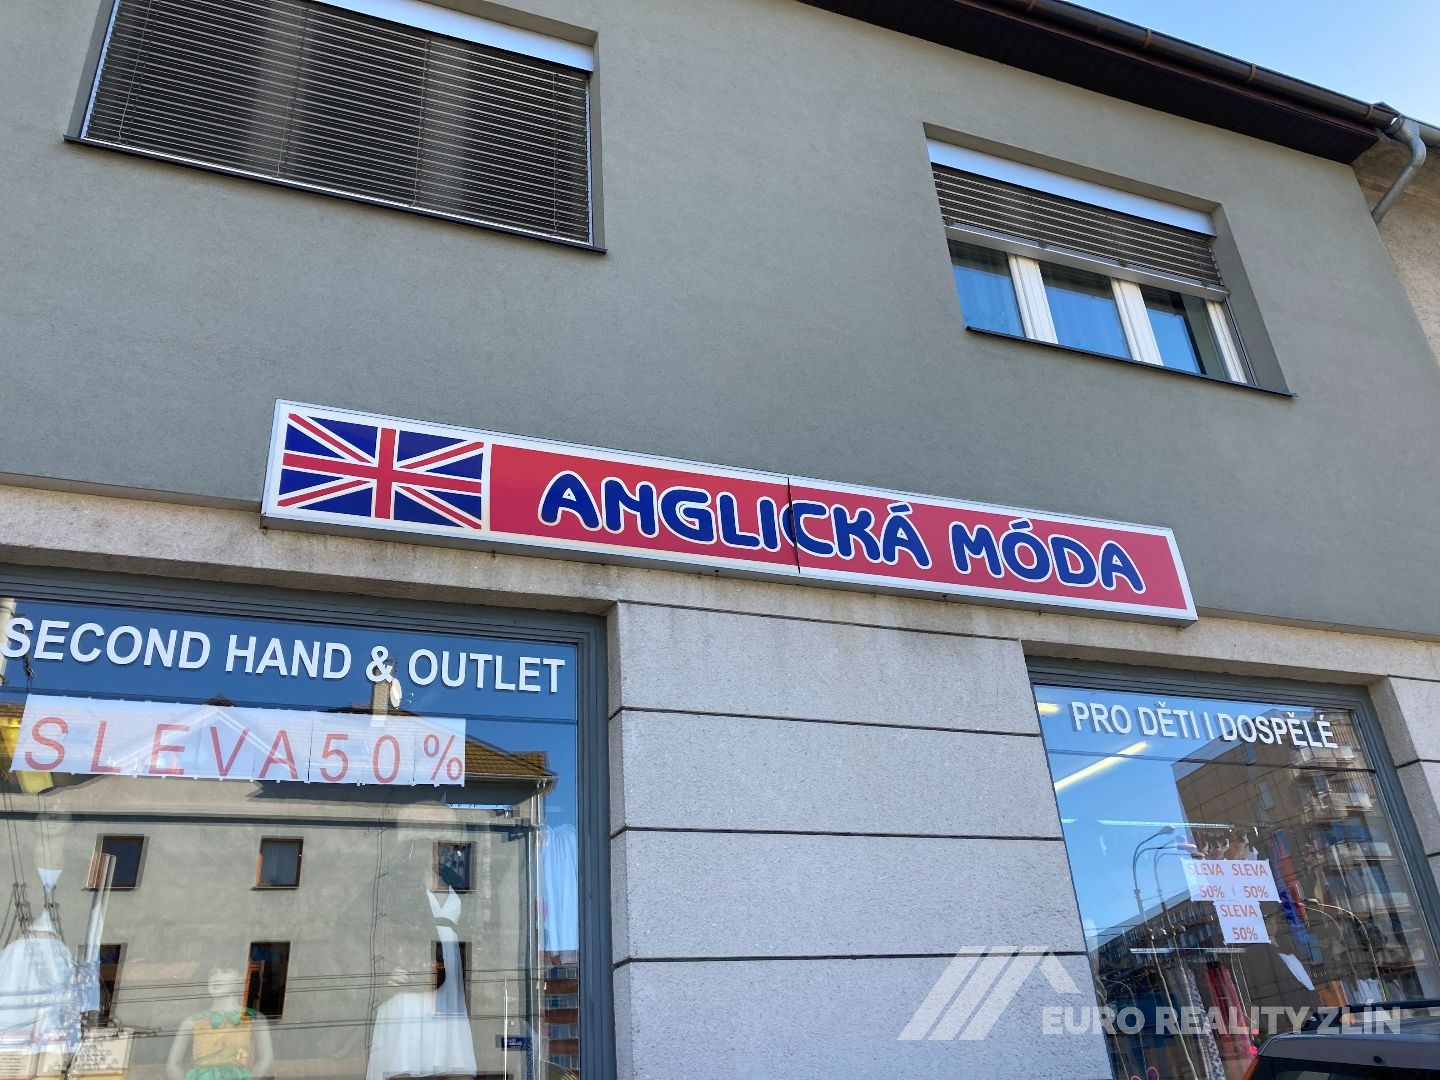 ANGLICKÁ MÓDA
SECOND HAND & OUTLET
SLEVA 50%
PRO DĚTI I DOSPĚLÉ
SLEVA SLEVA
50% 50%
SLEVA
50%
EURO REALITY ZLÍN